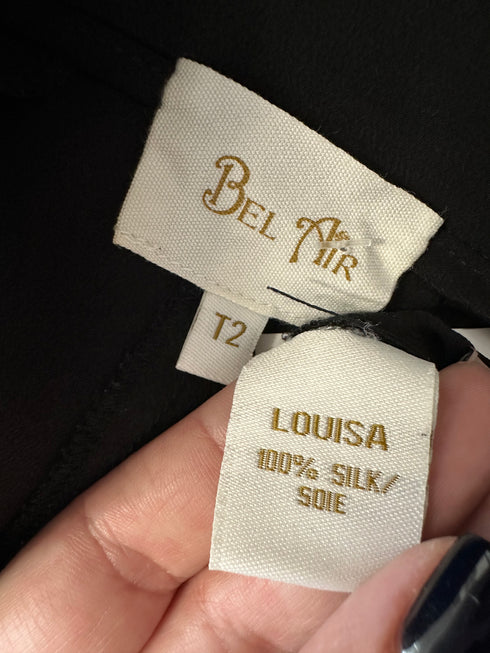 BEL AIR
T2
LOUISA
100% SILK/
SOIE